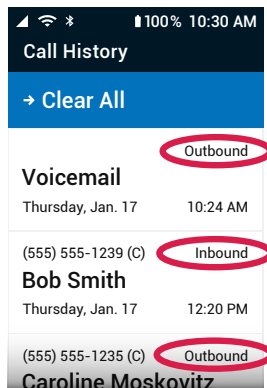 100% 10:30 AM
Call History
→ Clear All
Outbound
Voicemail
Thursday, Jan. 17 10:24 AM
(555) 555-1239 (C) Inbound
Bob Smith
Thursday, Jan. 17 12:20 PM
(555) 555-1235 (C) Outbound
Caroline Moskovitz